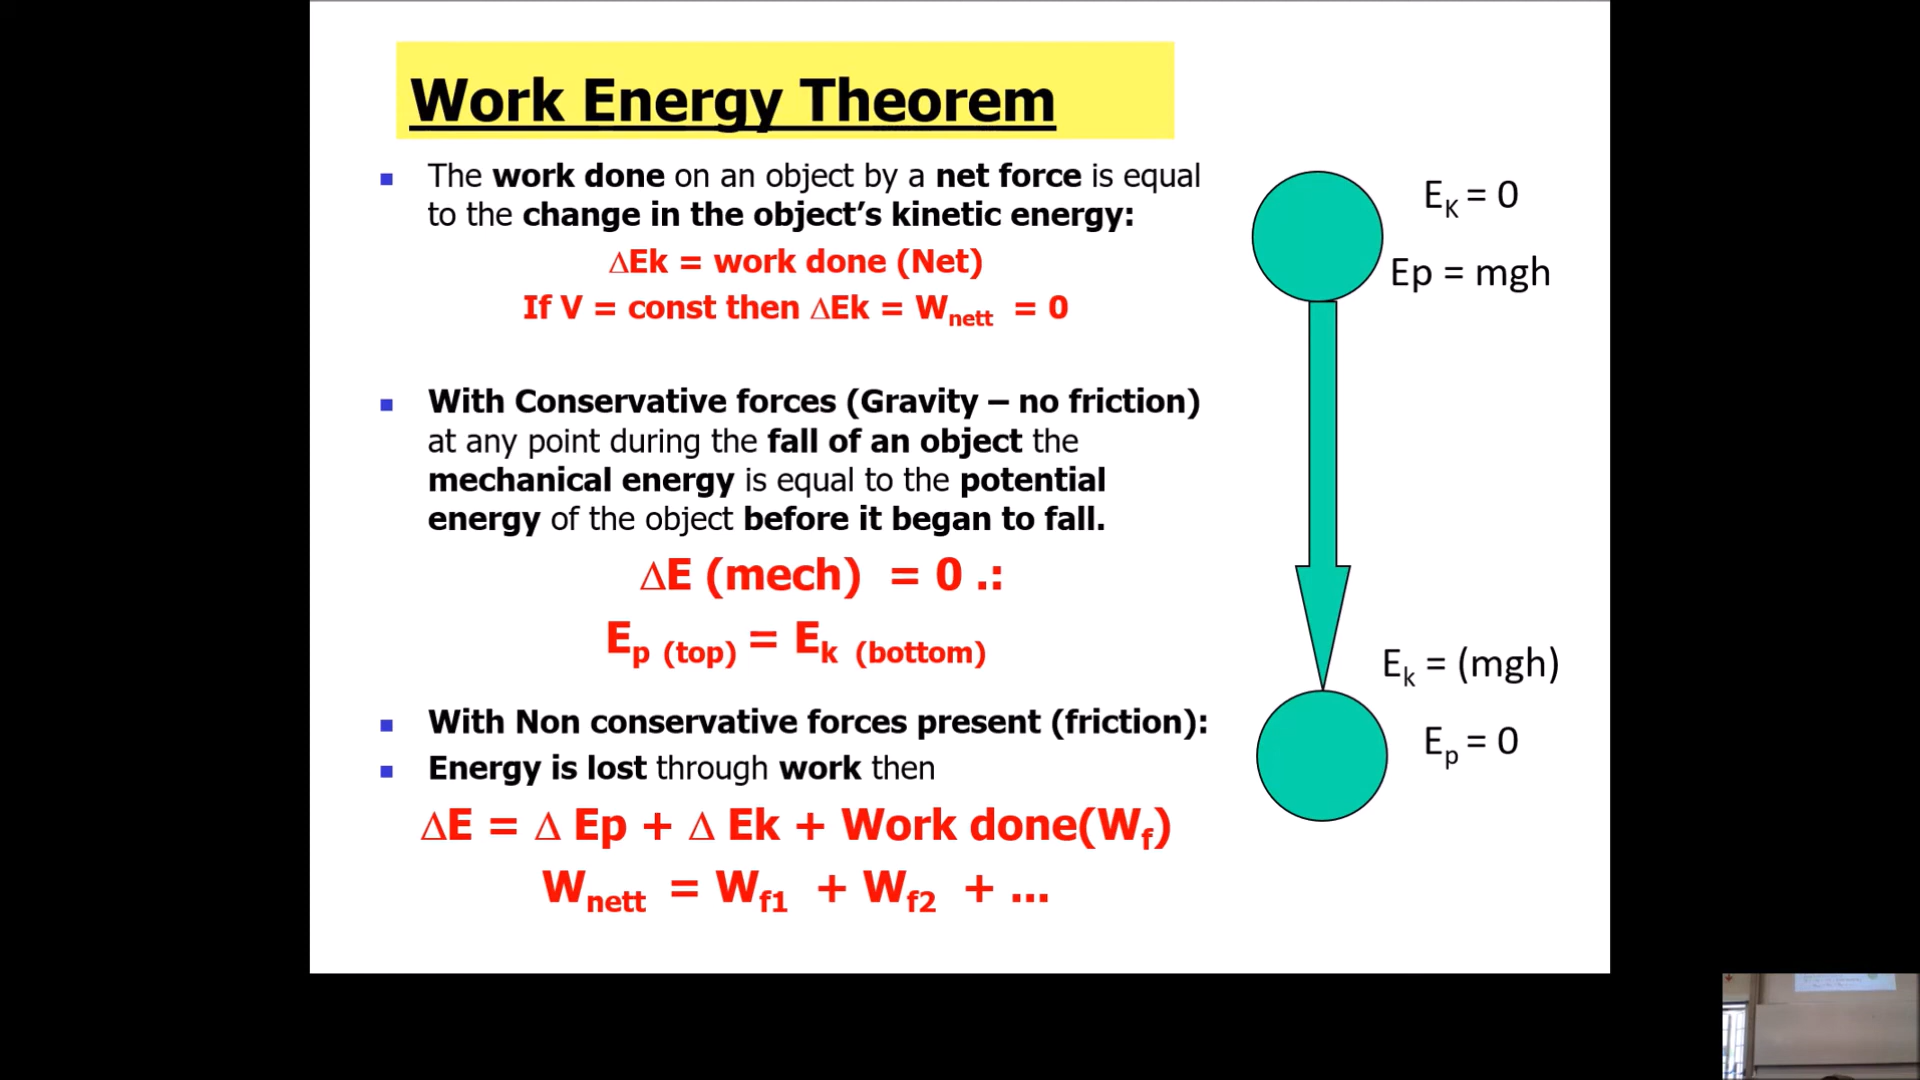 Work Energy Theorem
The work done on an object by a net force is equal
to the change in the object’s kinetic energy:
∆Ek = work done (Net)
If V = const then ∆Ek = Wnett = 0
With Conservative forces (Gravity – no friction)
at any point during the fall of an object the
mechanical energy is equal to the potential
energy of the object before it began to fall.
∆E (mech) = 0 .:
Ep (top) = Ek (bottom)
With Non conservative forces present (friction):
Energy is lost through work then
∆E = ∆ Ep + ∆ Ek + Work done(Wf)
Wnett = Wf1 + Wf2 + ...
EK = 0
Ep = mgh
Ek = (mgh)
Ep = 0